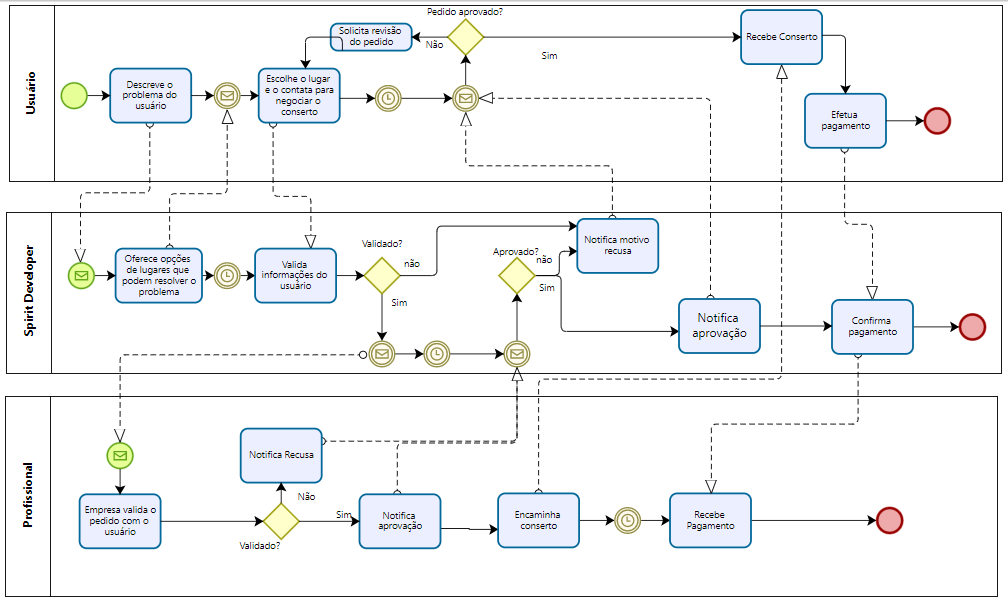 Usuário
Descreve o
problema do
usuário
Escolhe o lugar
e o contata para
negociar o
conserto
Solicita revisão
do pedido
Pedido aprovado?
Não
Sim
Recebe Conserto
Efetua
pagamento
Spirit Devdoper
Oferece opções
de lugares que
podem resolver o
problema
Valida
informações do
usuário
Validado?
não
Sim
Aprovado?
não
Sim
Notifica motivo
recusa
Notifica
aprovação
Confirma
pagamento
Profissional
Empresa valida o
pedido com o
usuário
Notifica Recusa
Não
Validado?
Sim
Notifica
aprovação
Encaminha
conserto
Recebe
Pagamento